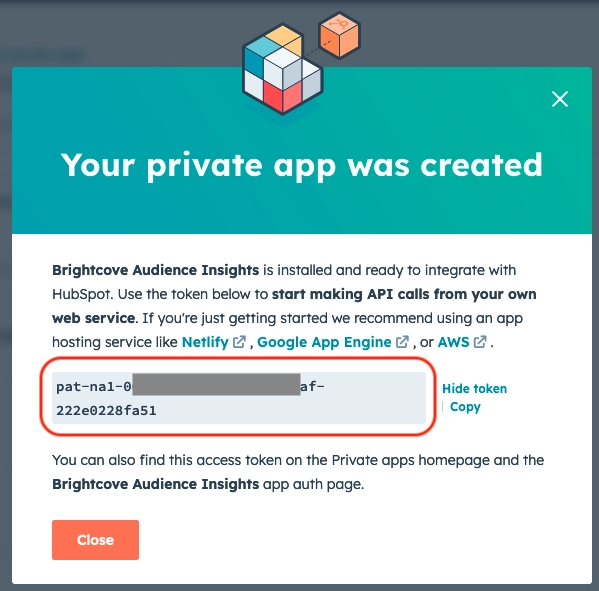 Your private app was created
Brightcove Audience Insights is installed and ready to integrate with
HubSpot. Use the token below to start making API calls from your own
web service. If you're just getting started we recommend using an app
hosting service like Netlify , Google App Engine , or AWS .
pat-na1-0 af-
222e0228fa51
Hide token
Copy
You can also find this access token on the Private apps homepage and the
Brightcove Audience Insights app auth page.
Close